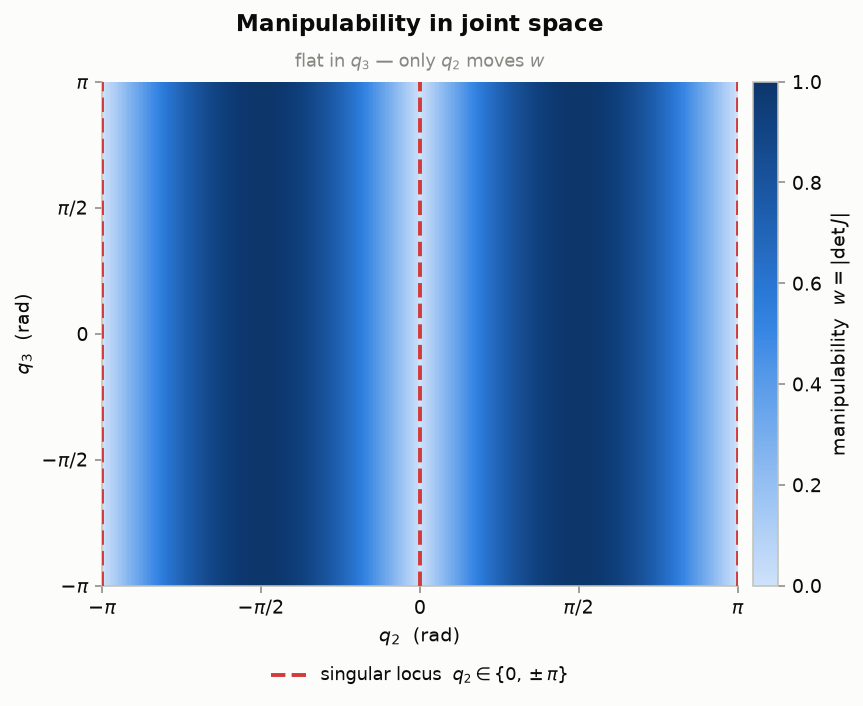 Manipulability in joint space
flat in q₃ — only q₂ moves w
π
π/2
0
−π/2
−π
q₃ (rad)
−π
−π/2
0
π/2
π
q₂ (rad)
1.0
0.8
0.6
0.4
0.2
0.0
manipulability w = |detJ|
singular locus q₂ ∈ {0, ±π}